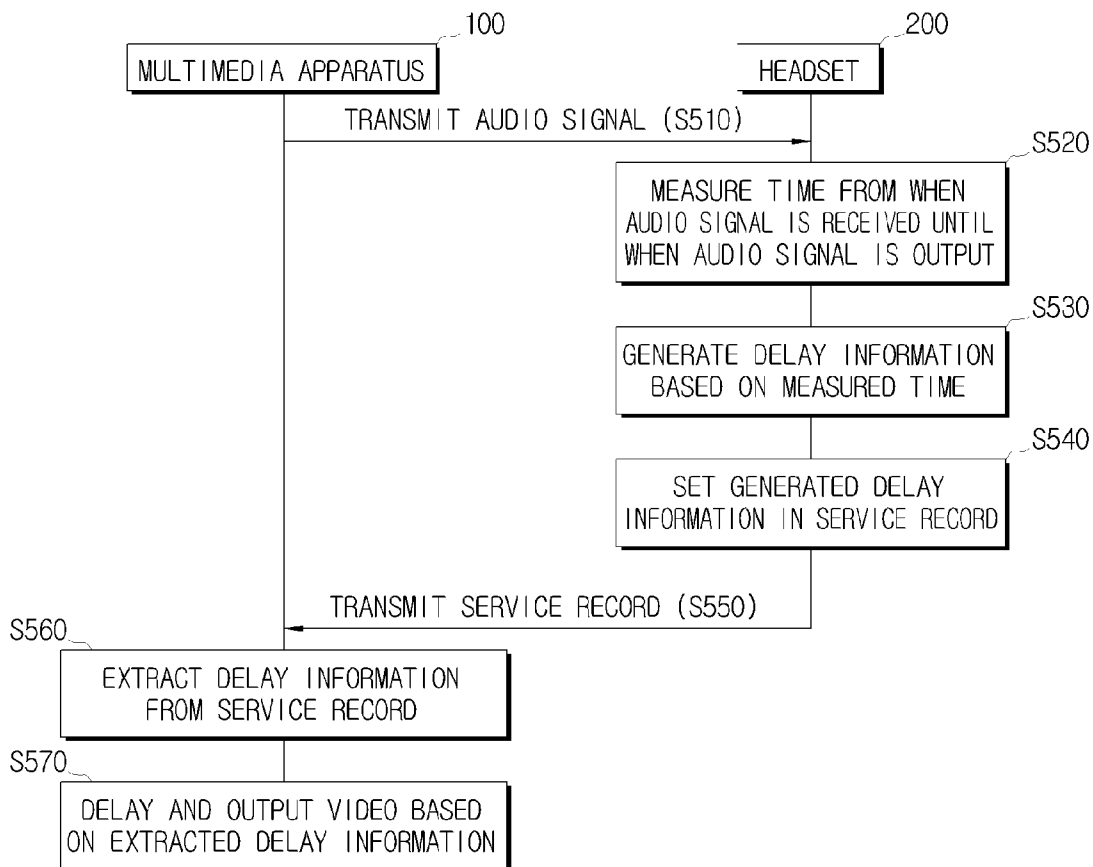 100
200
MULTIMEDIA APPARATUS
HEADSET
TRANSMIT AUDIO SIGNAL (S510)
S520
MEASURE TIME FROM WHEN
AUDIO SIGNAL IS RECEIVED UNTIL
WHEN AUDIO SIGNAL IS OUTPUT
S530
GENERATE DELAY INFORMATION
BASED ON MEASURED TIME
S540
SET GENERATED DELAY
INFORMATION IN SERVICE RECORD
TRANSMIT SERVICE RECORD (S550)
S560
EXTRACT DELAY INFORMATION
FROM SERVICE RECORD
S570
DELAY AND OUTPUT VIDEO BASED
ON EXTRACTED DELAY INFORMATION